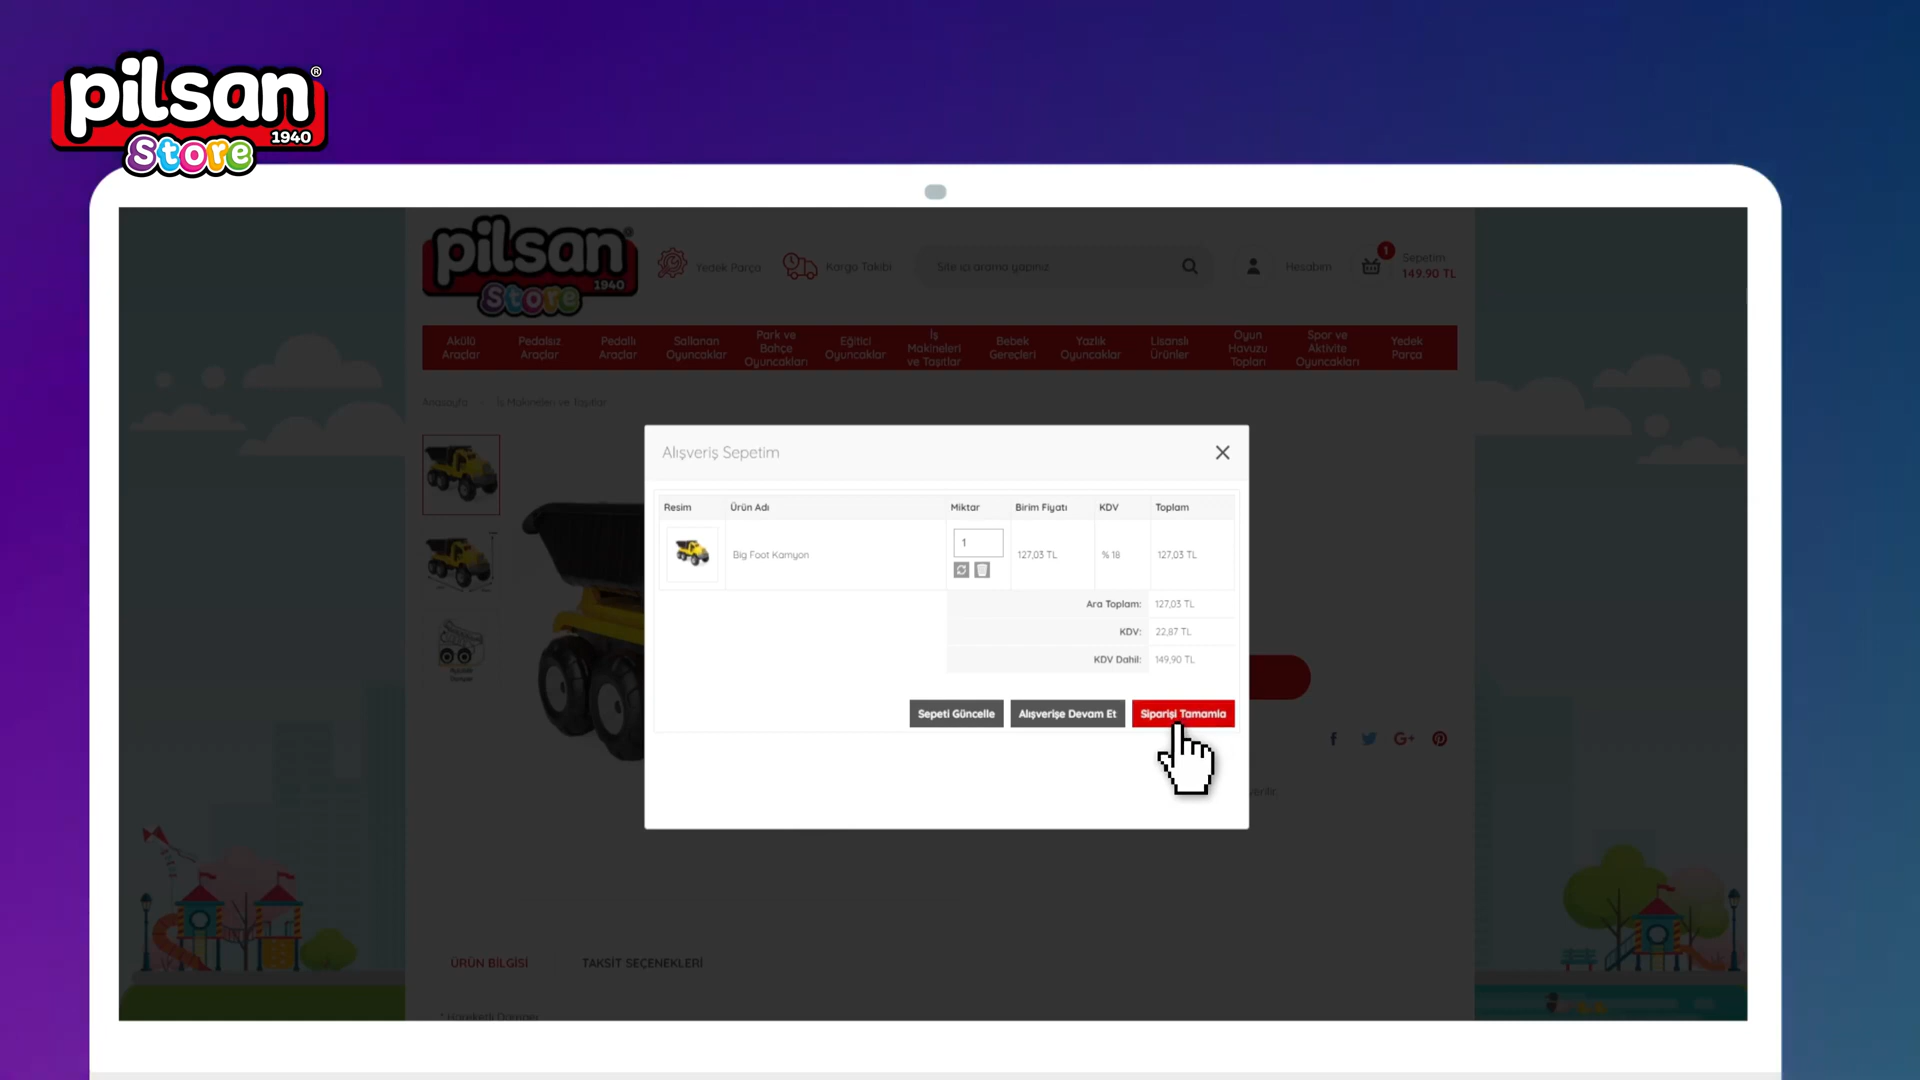 pilsan®
1940
Store
pilsan®
1940
Store
Yedek Parça
Kargo Takibi
Site içi arama yapınız
Hesabım
1
Sepetim
149.90 TL
Akülü
Araçlar
Pedalsız
Araçlar
Pedallı
Araçlar
Sallanan
Oyuncaklar
Park ve
Bahçe
Oyuncakları
Eğitici
Oyuncaklar
İş
Makineleri
ve Taşıtlar
Bebek
Gereçleri
Yazlık
Oyuncaklar
Lisanslı
Ürünler
Oyun
Havuzu
Topları
Spor ve
Aktivite
Oyuncakları
Yedek
Parça
Anasayfa
İş Makineleri ve Taşıtlar
Alışveriş Sepetim
Resim Ürün Adı Miktar Birim Fiyatı KDV Toplam
Big Foot Kamyon 1 127,03 TL % 18 127,03 TL
Ara Toplam: 127,03 TL
KDV: 22,87 TL
KDV Dahil: 149,90 TL
Sepeti Güncelle Alışverişe Devam Et Siparişi Tamamla
ÜRÜN BİLGİSİ TAKSİT SEÇENEKLERİ
* Hareketli Damper